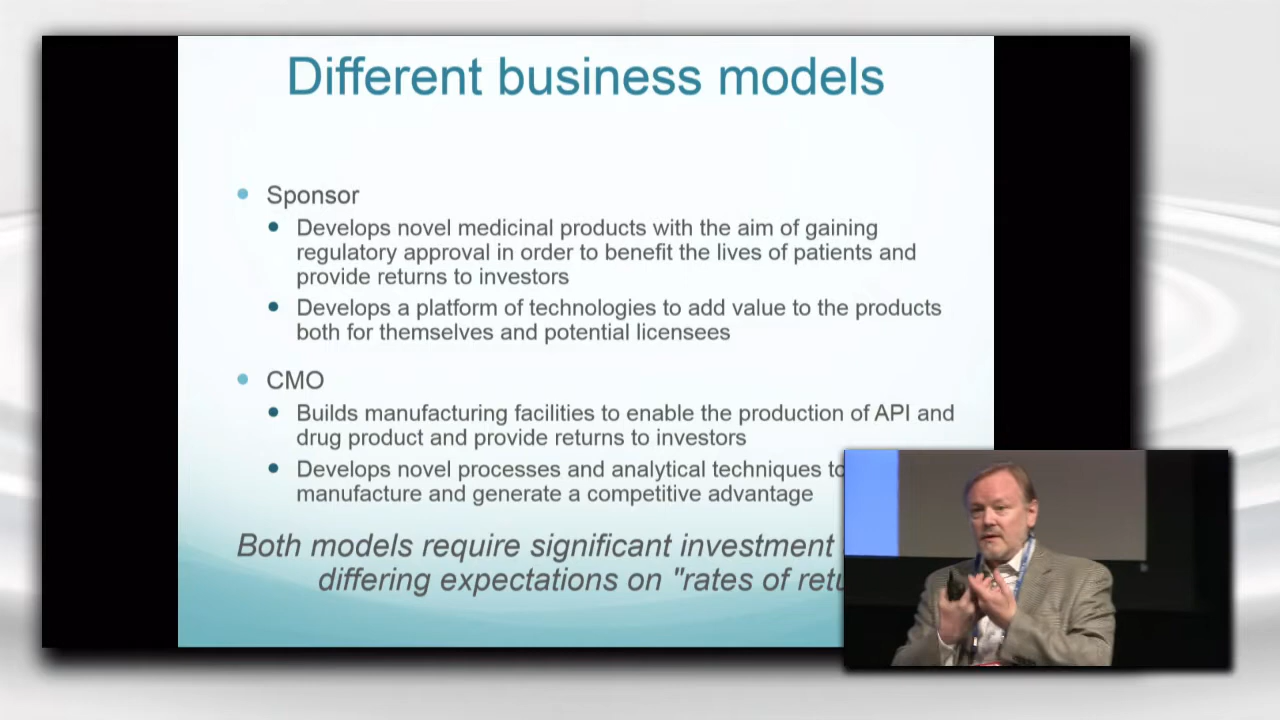 Different business models
Sponsor
Develops novel medicinal products with the aim of gaining
regulatory approval in order to benefit the lives of patients and
provide returns to investors
Develops a platform of technologies to add value to the products
both for themselves and potential licensees
CMO
Builds manufacturing facilities to enable the production of API and
drug product and provide returns to investors
Develops novel processes and analytical techniques
manufacture and generate a competitive advantage
Both models require significant investment
differing expectations on "rates of